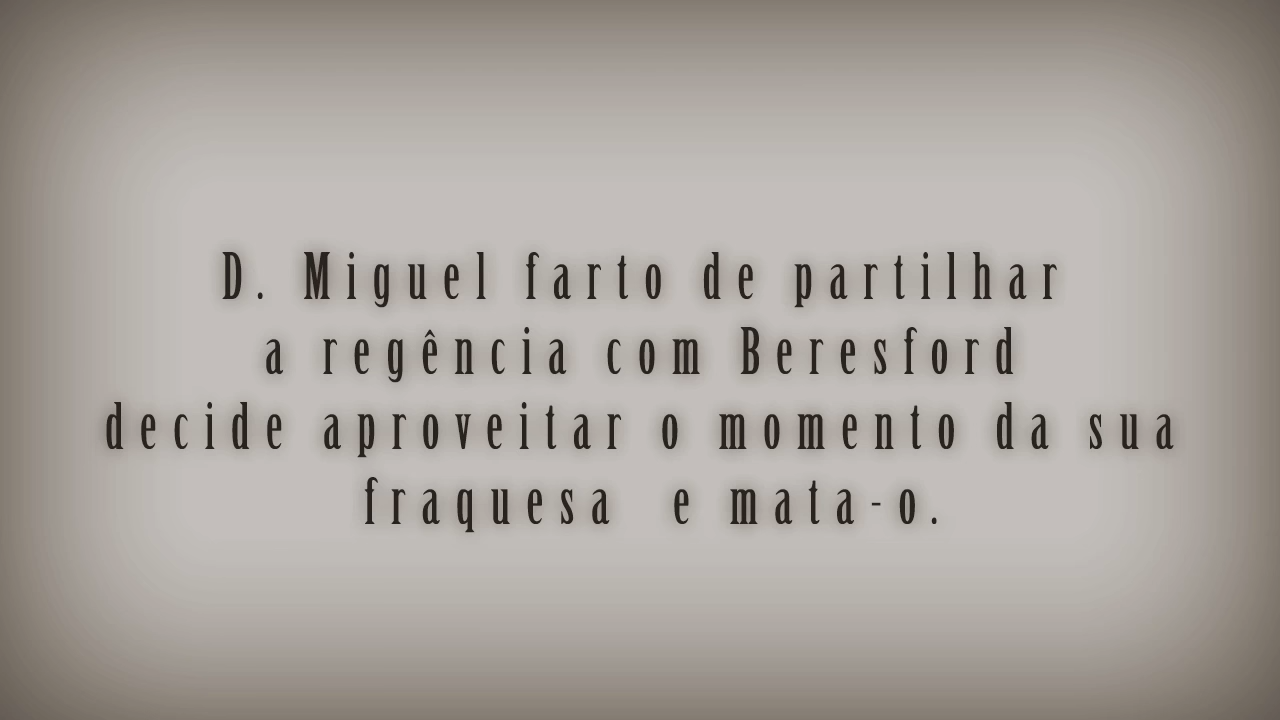 D. Miguel farto de partilhar
a regência com Beresford
decide aproveitar o momento da sua
fraquesa e mata-o.